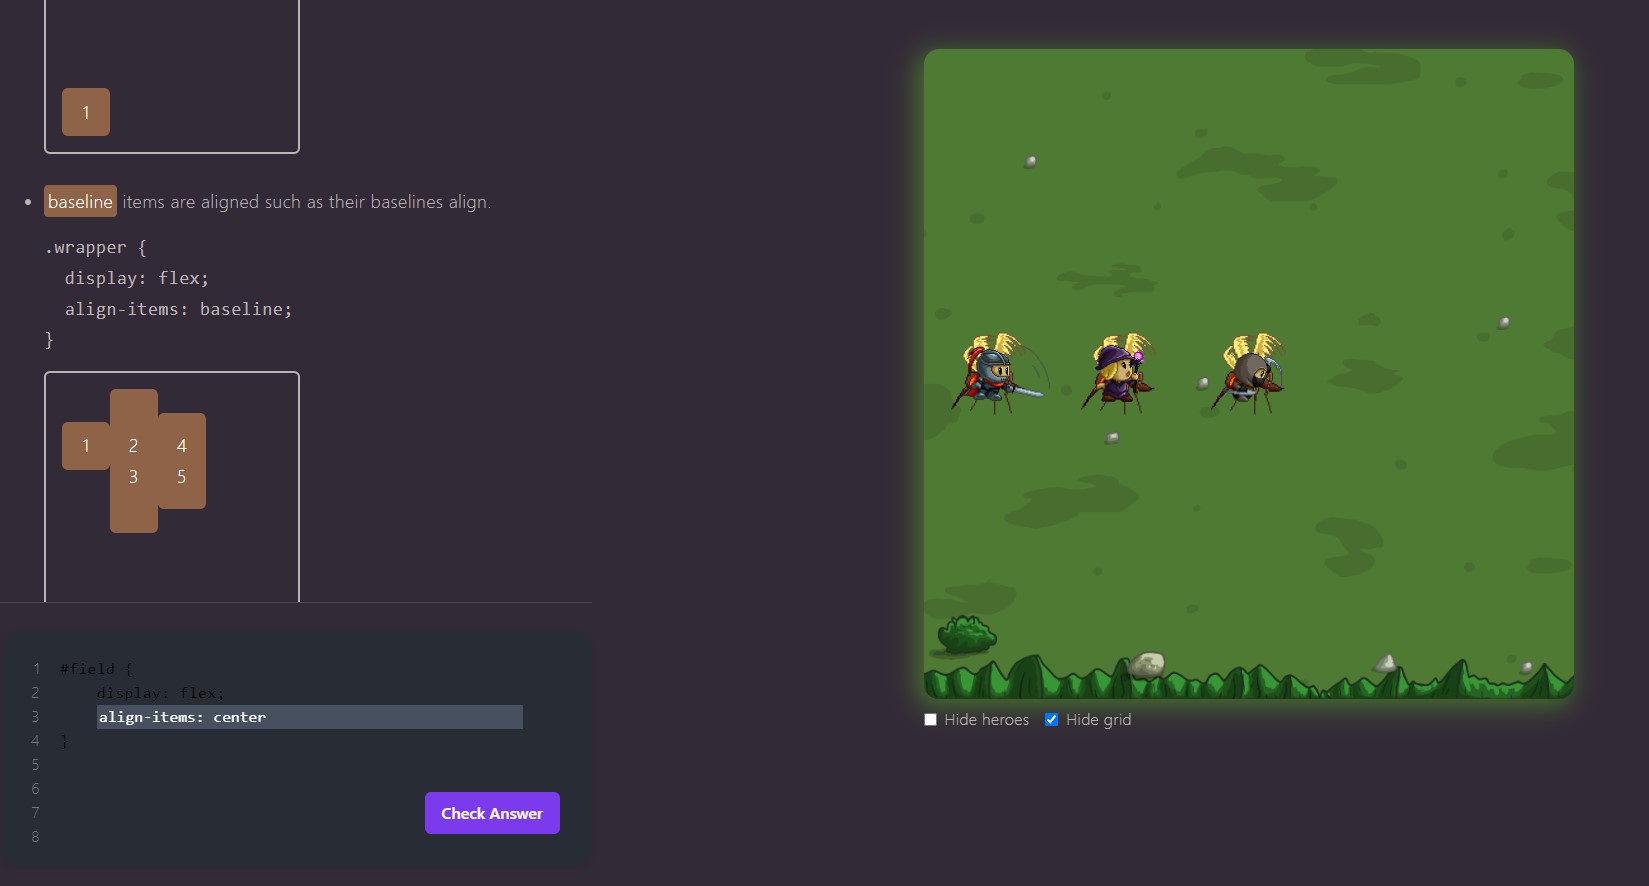 1
baseline items are aligned such as their baselines align.
.wrapper {
display: flex;
align-items: baseline;
}
1 2 4
3 5
1 #field {
2 display: flex;
3 align-items: center
4 }
5
6
7
8
Check Answer
Hide heroes Hide grid